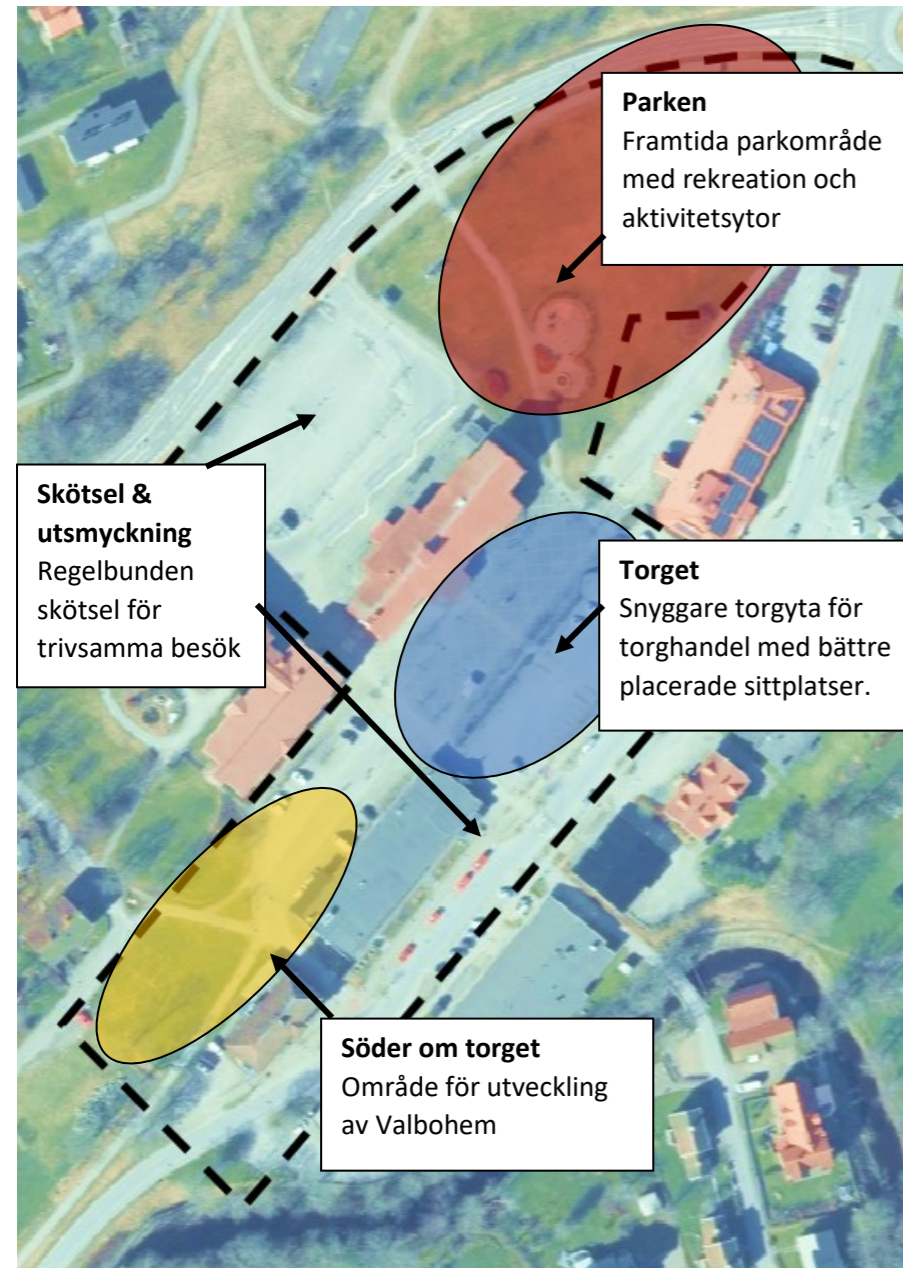 Parken
Framtida parkområde
med rekreation och
aktivitetsytor
Skötsel &
utsmyckning
Regelbunden
skötsel för
trivsamma besök
Torget
Snyggare torgyta för
torghandel med bättre
placerade sittplatser.
Söder om torget
Område för utveckling
av Valbohem